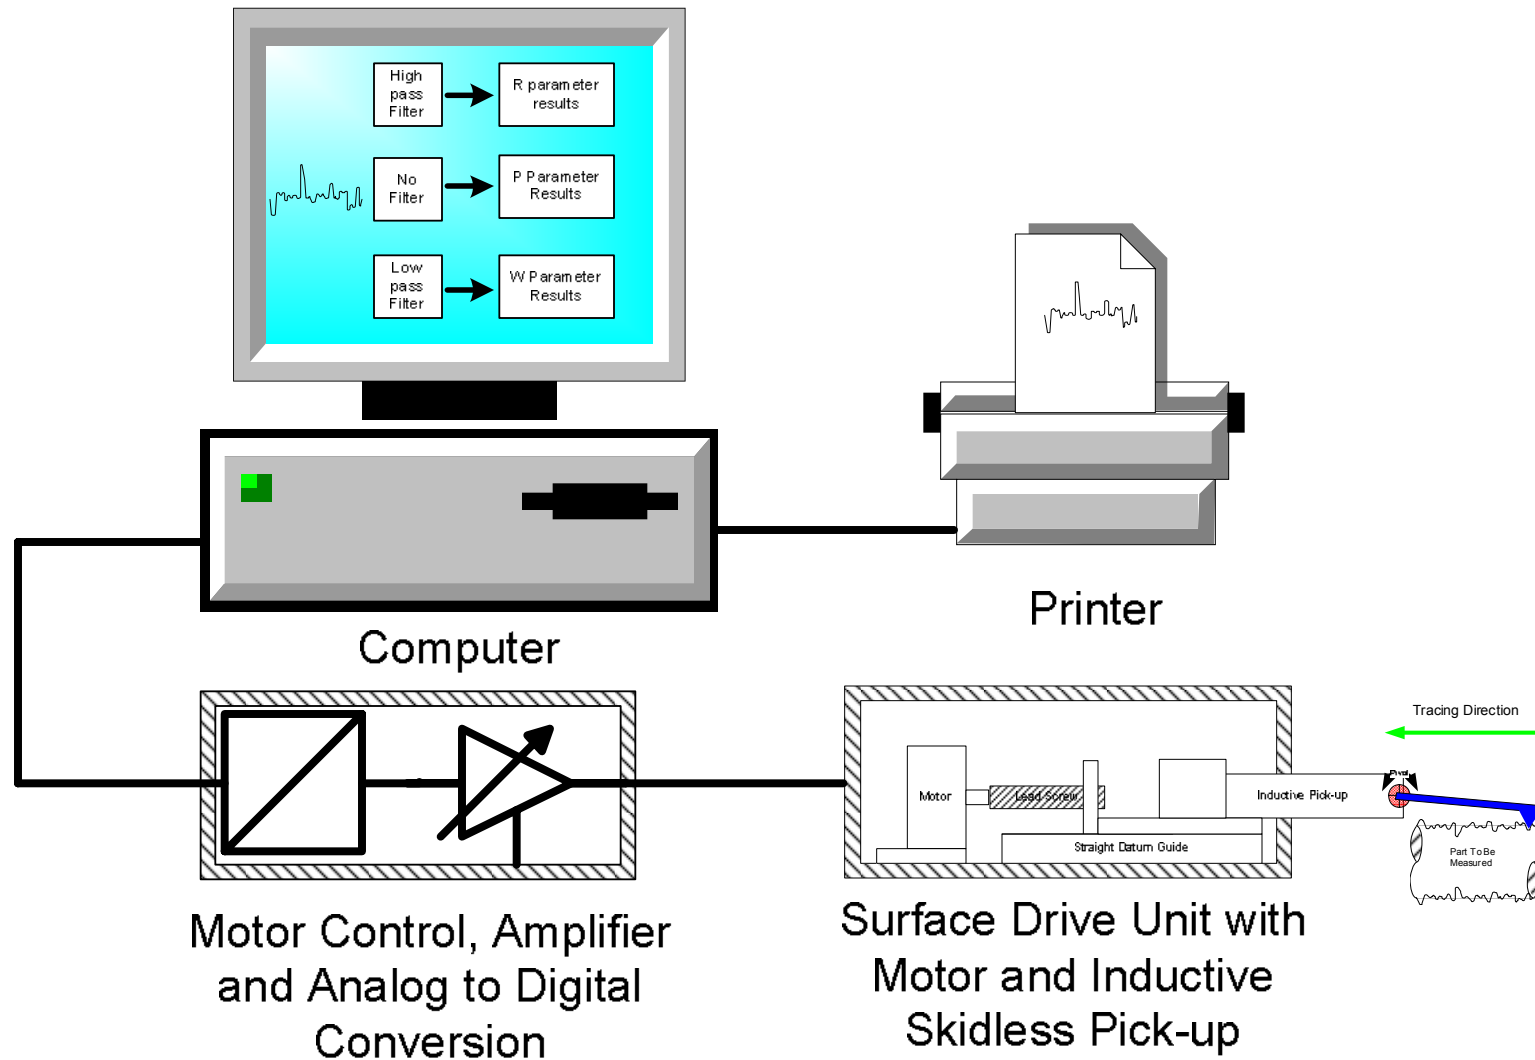 High
pass
Filter
R parameter
results
No
Filter
P Parameter
Results
Low
pass
Filter
W Parameter
Results
Printer
Computer
Tracing Direction
Pivot
Motor
Lead Screw
Inductive Pick-up
Straight Datum Guide
Part To Be
Measured
Motor Control, Amplifier
and Analog to Digital
Conversion
Surface Drive Unit with
Motor and Inductive
Skidless Pick-up